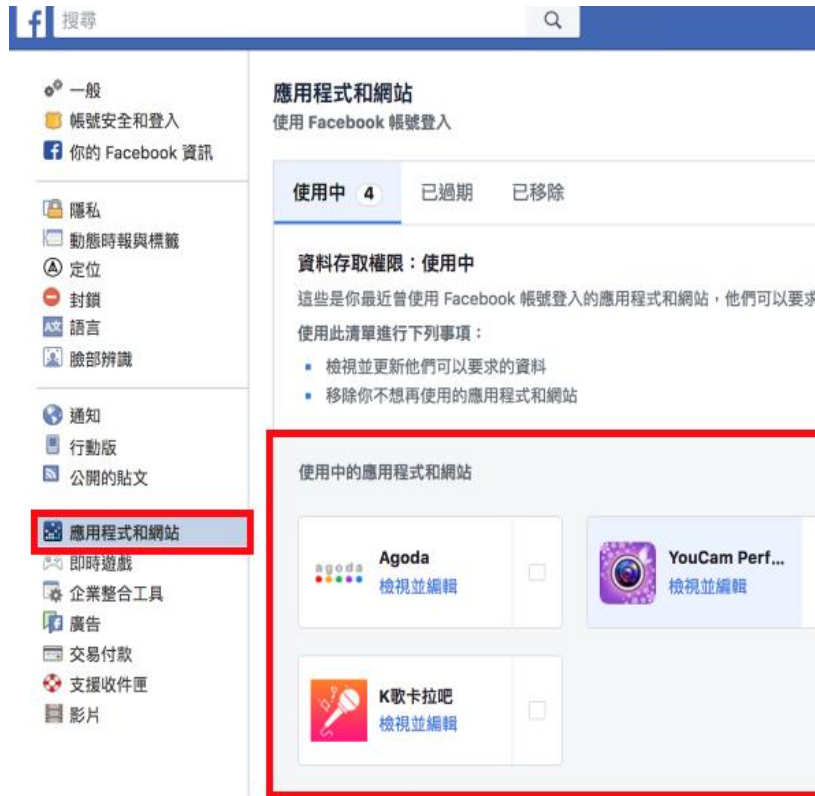 搜尋
一般
帳號安全和登入
你的 Facebook 資訊
隱私
動態時報與標籤
定位
封鎖
語言
臉部辨識
通知
行動版
公開的貼文
應用程式和網站
即時遊戲
企業整合工具
廣告
交易付款
支援收件匣
影片
應用程式和網站
使用 Facebook 帳號登入
使用中 4 已過期 已移除
資料存取權限：使用中
這些是你最近曾使用 Facebook 帳號登入的應用程式和網站，他們可以要求
使用此清單進行下列事項：
檢視並更新他們可以要求的資料
移除你不想再使用的應用程式和網站
使用中的應用程式和網站
agoda
Agoda
檢視並編輯
YouCam Perf...
檢視並編輯
K歌卡拉吧
檢視並編輯